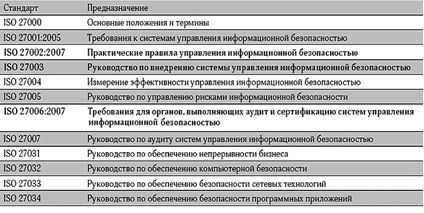 Стандарт Предназначение
ISO 27000 Основные положения и термины
ISO 27001:2005 Требования к системам управления информационной безопасностью
ISO 27002:2007 Практические правила управления информационной безопасностью
ISO 27003 Руководство по внедрению системы управления информационной безопасностью
ISO 27004 Измерение эффективности управления информационной безопасностью
ISO 27005 Руководство по управлению рисками информационной безопасности
ISO 27006:2007 Требования для органов, выполняющих аудит и сертификацию систем управления
информационной безопасностью
ISO 27007 Руководство по аудиту систем управления информационной безопасностью
ISO 27031 Руководство по обеспечению непрерывности бизнеса
ISO 27032 Руководство по обеспечению компьютерной безопасности
ISO 27033 Руководство по обеспечению безопасности сетевых технологий
ISO 27034 Руководство по обеспечению безопасности программных приложений